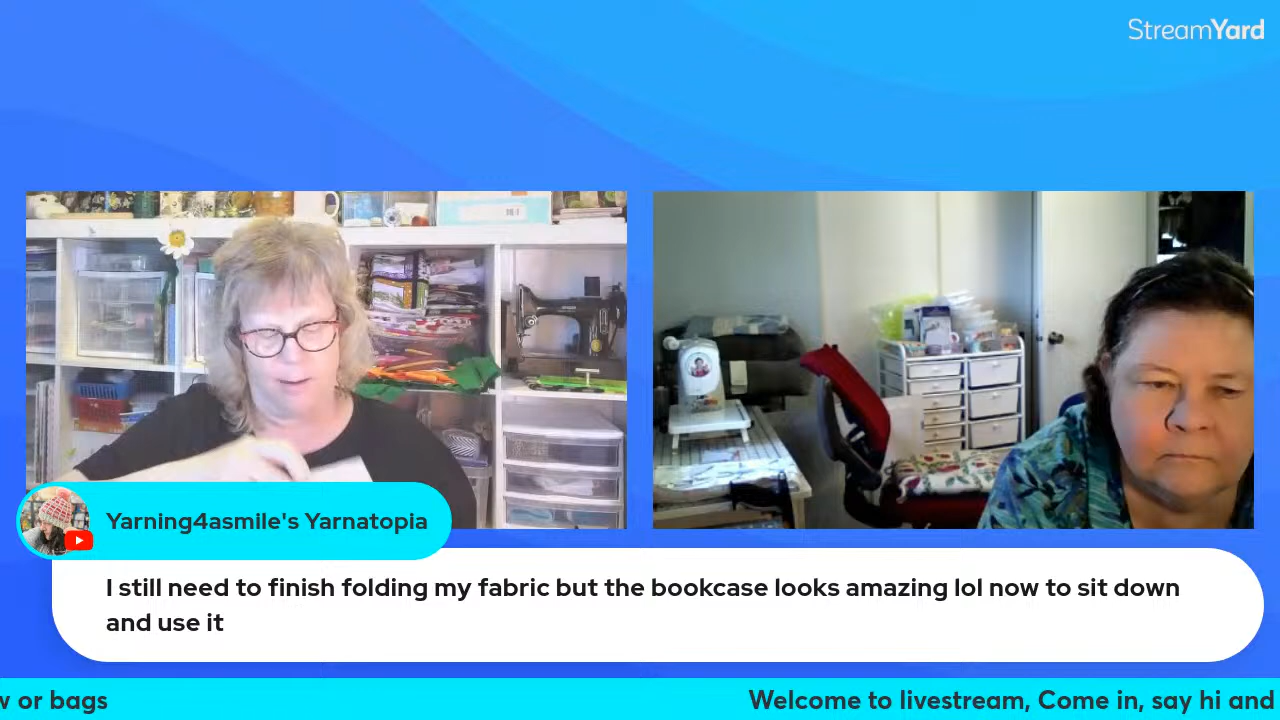 StreamYard
Yarning4asmile's Yarnatopia
I still need to finish folding my fabric but the bookcase looks amazing lol now to sit down
and use it
w or bags
Welcome to livestream, Come in, say hi and